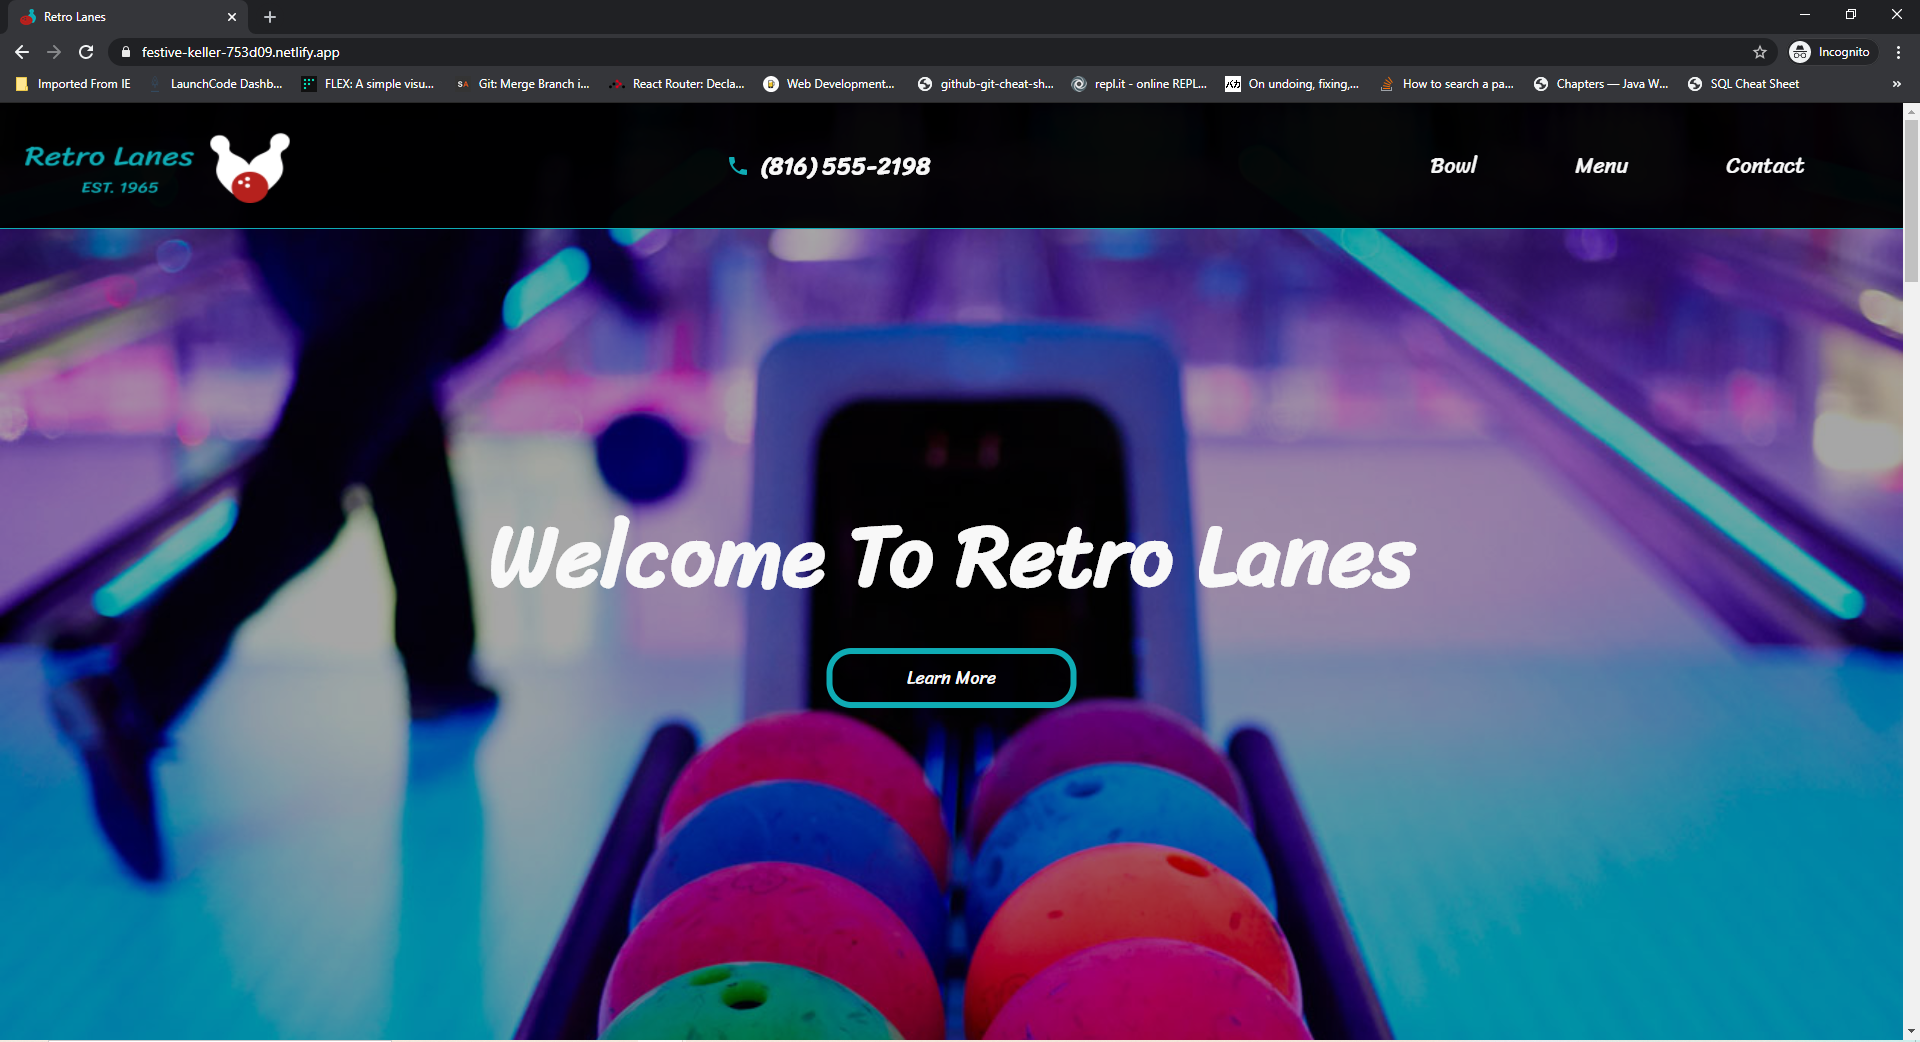 Retro Lanes
festive-keller-753d09.netlify.app
Incognito
Imported From IE
LaunchCode Dashb...
FLEX: A simple visu...
SA
Git: Merge Branch i...
React Router: Decla...
Web Development...
github-git-cheat-sh...
repl.it - online REPL...
バカ
On undoing, fixing,...
How to search a pa...
Chapters — Java W...
SQL Cheat Sheet
»
Retro Lanes
EST. 1965
(816) 555-2198
Bowl
Menu
Contact
Welcome To Retro Lanes
Learn More